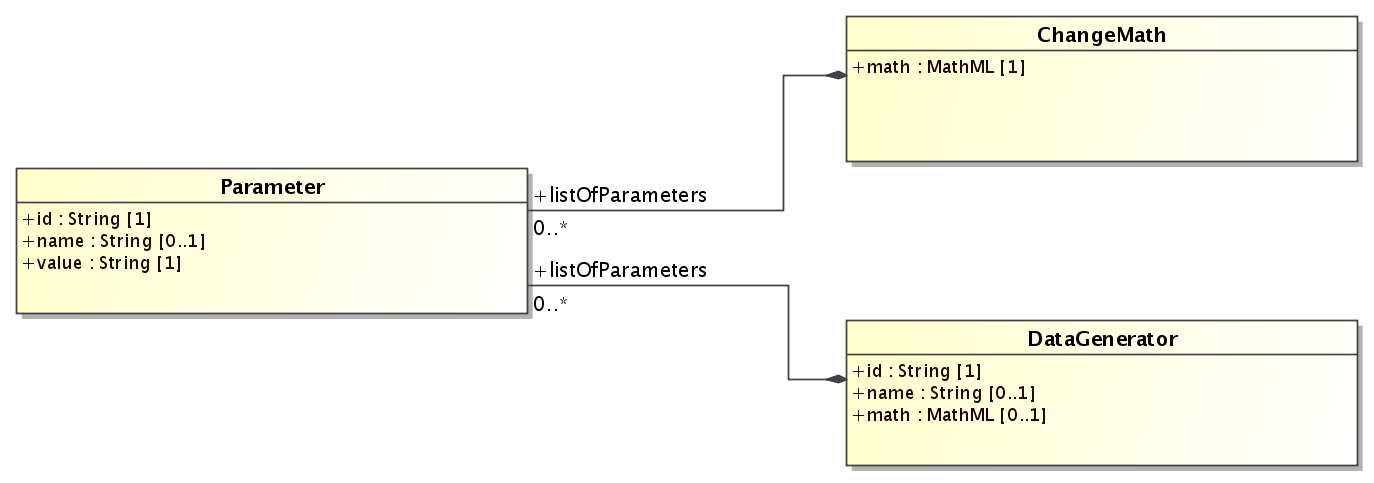 ChangeMath
+math : MathML [1]
Parameter
+id : String [1]
+name : String [0..1]
+value : String [1]
+listOfParameters
0..*
+listOfParameters
0..*
DataGenerator
+id : String [1]
+name : String [0..1]
+math : MathML [0..1]